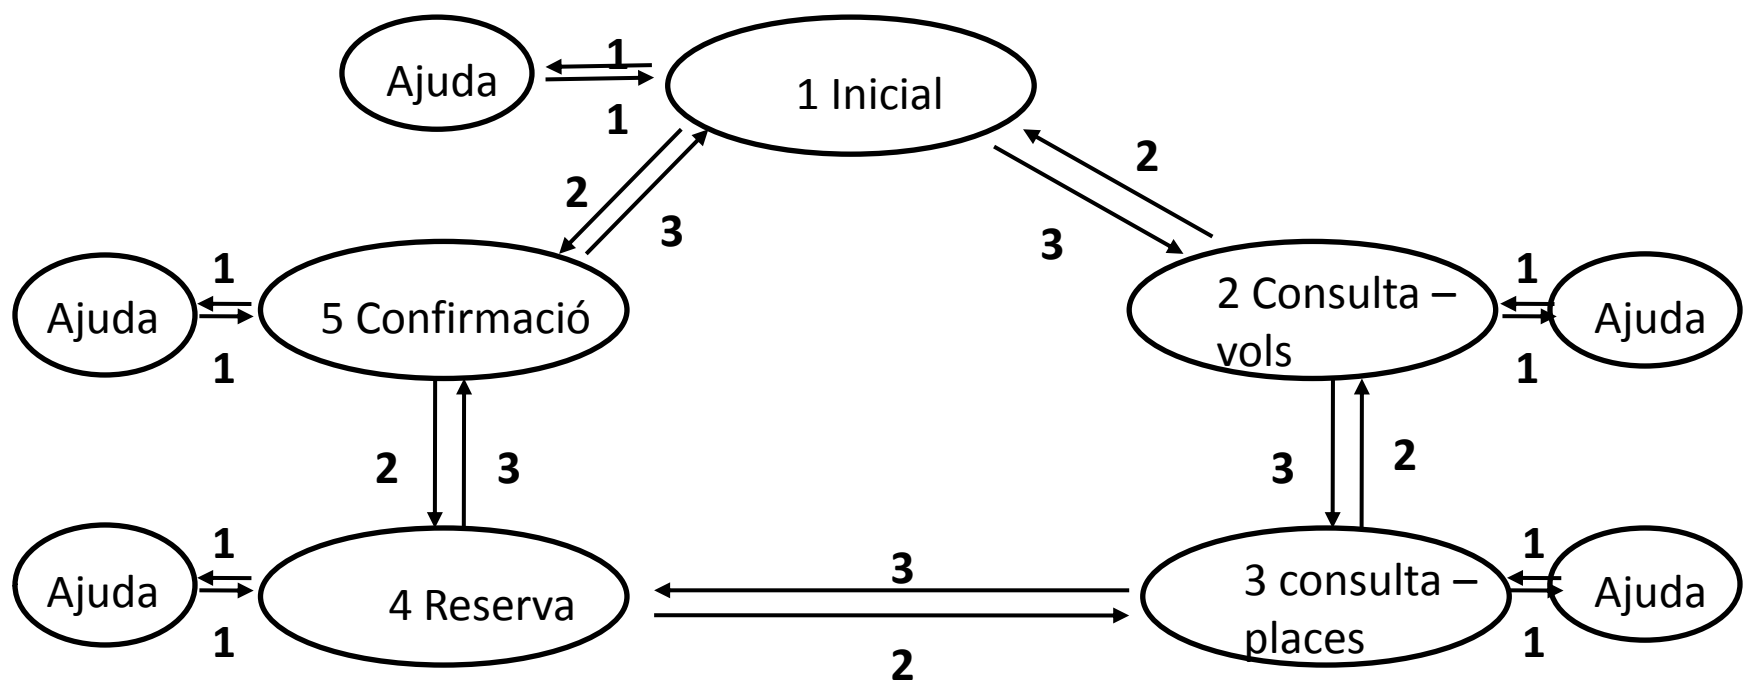 1
Ajuda
1 Inicial
1
2
2
3
3
1
1
Ajuda
5 Confirmació
2 Consulta –
vols
Ajuda
1
1
2
3
3
2
1
3
1
Ajuda
4 Reserva
3 consulta –
places
Ajuda
1
2
1